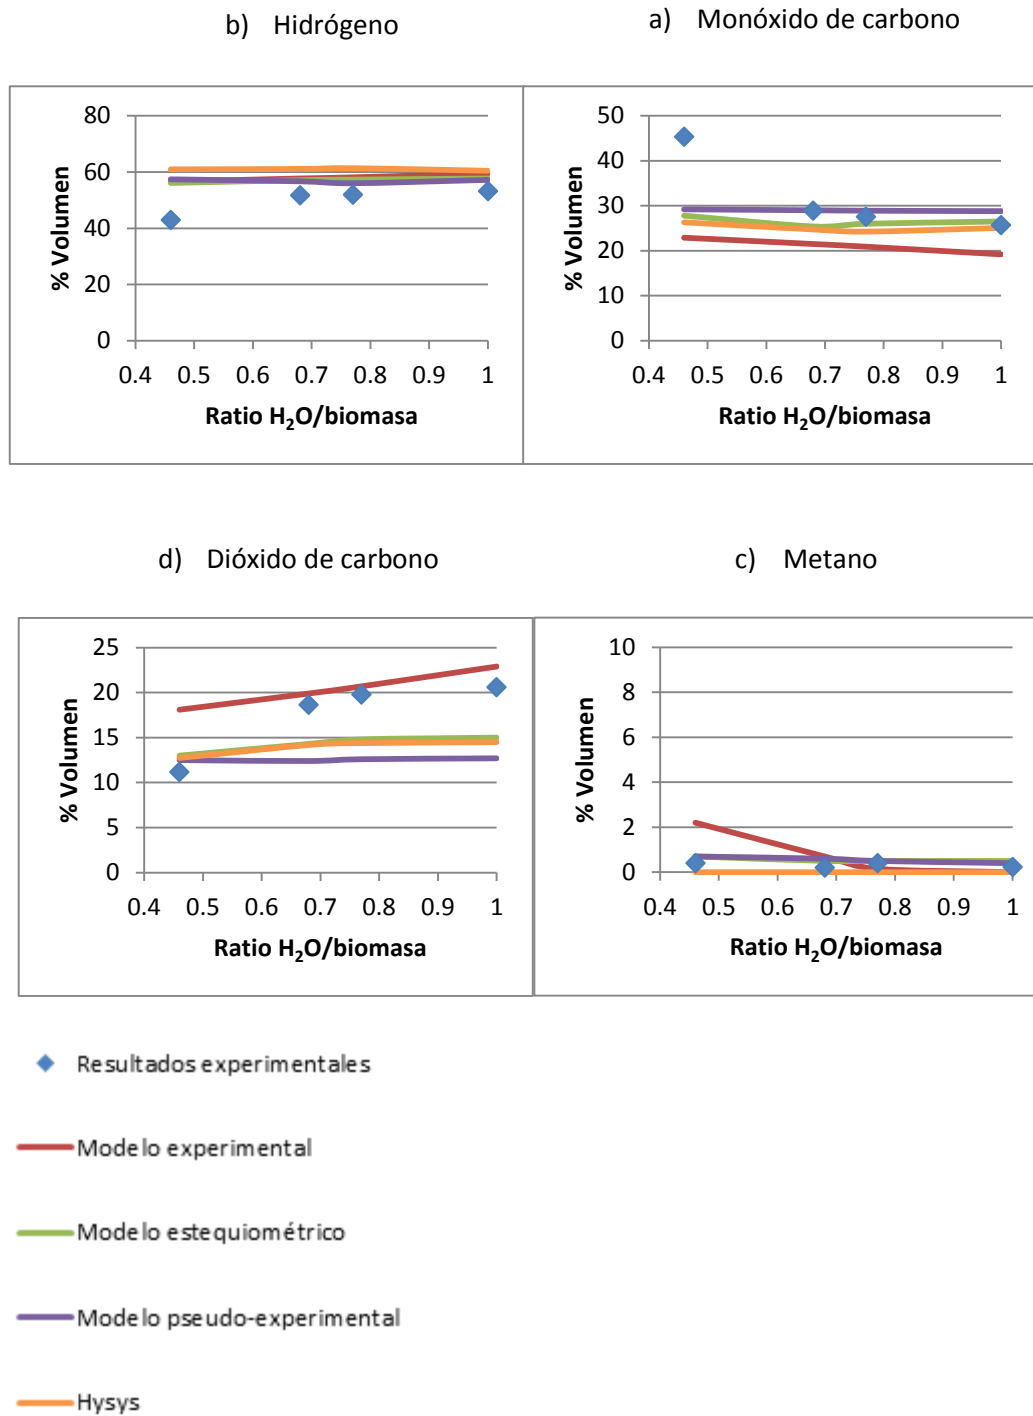 b) Hidrógeno
a) Monóxido de carbono
80
60
40
20
0
% Volumen
0.4 0.5 0.6 0.7 0.8 0.9 1
Ratio H₂O/biomasa
50
40
30
20
10
0
% Volumen
0.4 0.5 0.6 0.7 0.8 0.9 1
Ratio H₂O/biomasa
d) Dióxido de carbono
c) Metano
25
20
15
10
5
0
% Volumen
0.4 0.5 0.6 0.7 0.8 0.9 1
Ratio H₂O/biomasa
10
8
6
4
2
0
% Volumen
0.4 0.5 0.6 0.7 0.8 0.9 1
Ratio H₂O/biomasa
Resultados experimentales
Modelo experimental
Modelo estequiométrico
Modelo pseudo-experimental
Hysys